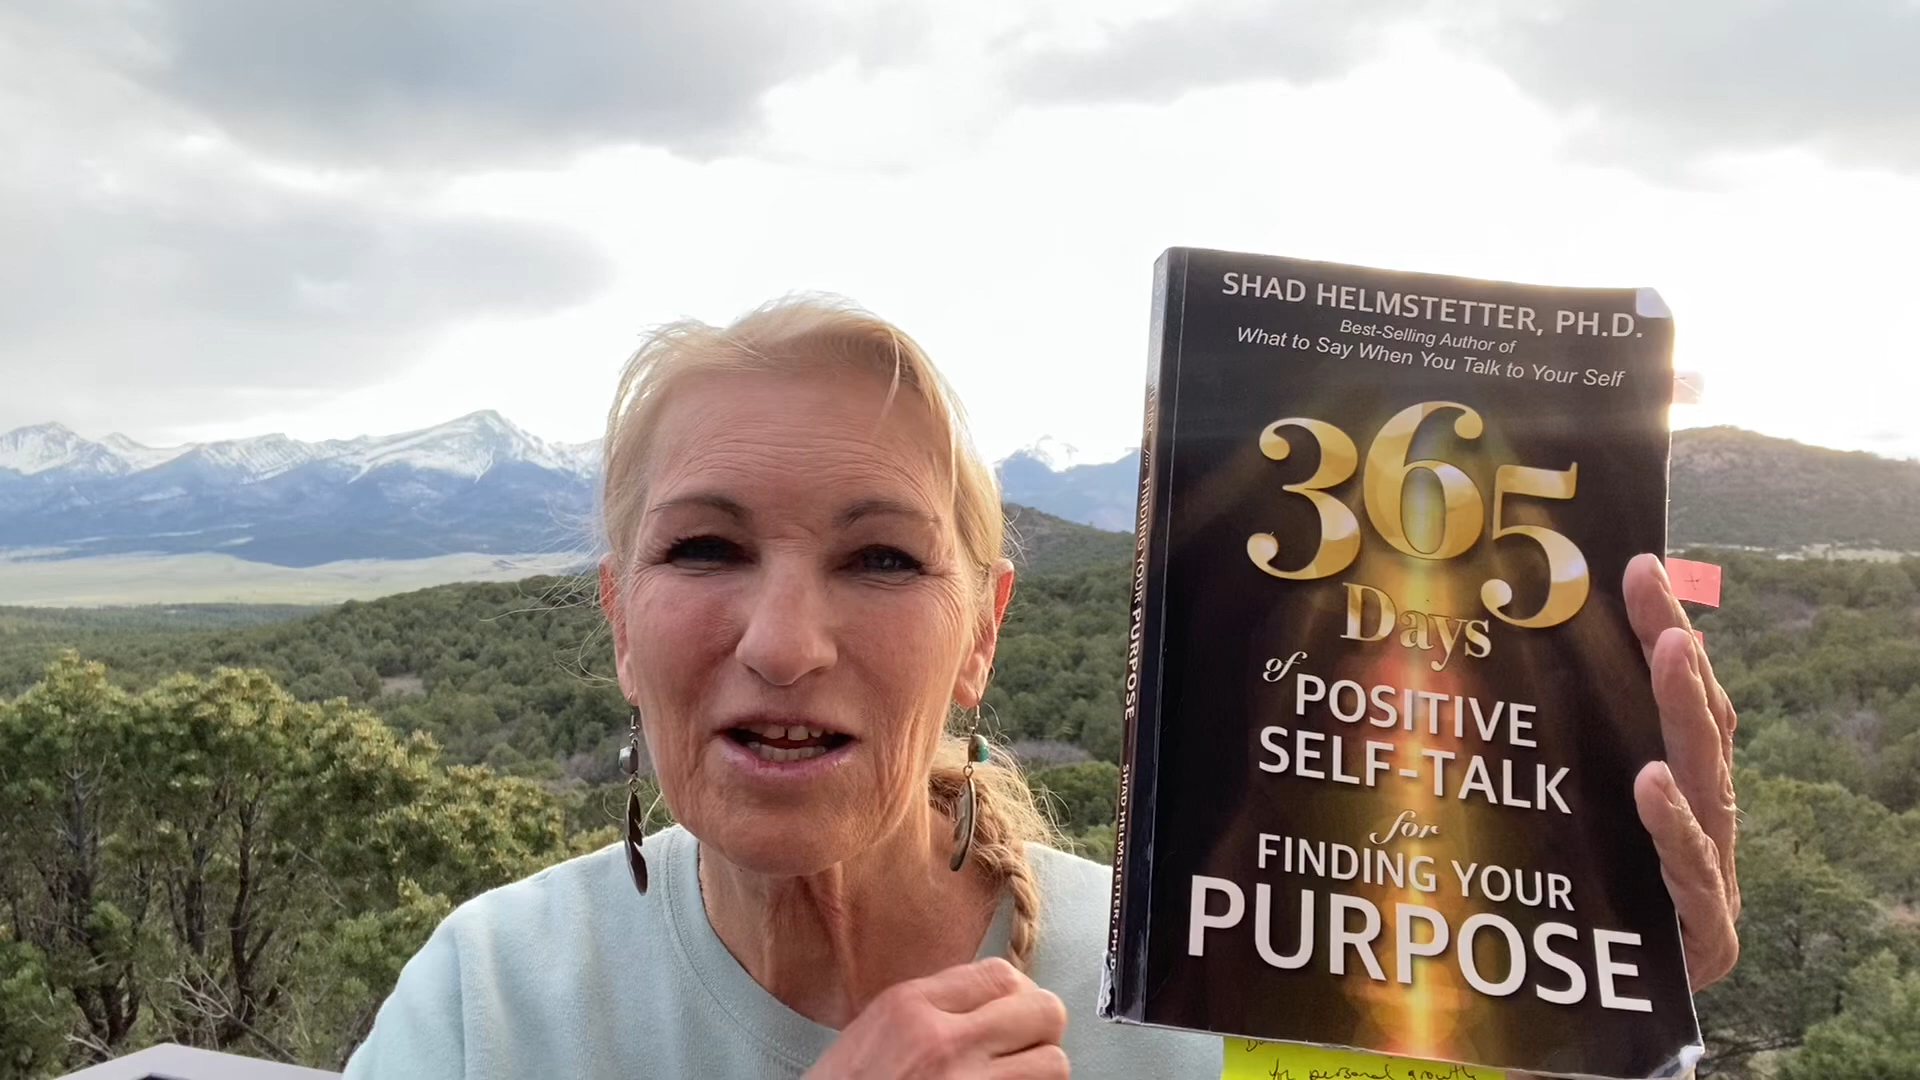 SHAD HELMSTETTER, PH.D.
Best-Selling Author of
What to Say When You Talk to Your Self
365
Days
of
POSITIVE
SELF-TALK
for
FINDING YOUR
PURPOSE
for FINDING YOUR PURPOSE
SHAD HELMSTETTER, PH.D.
for personal growth